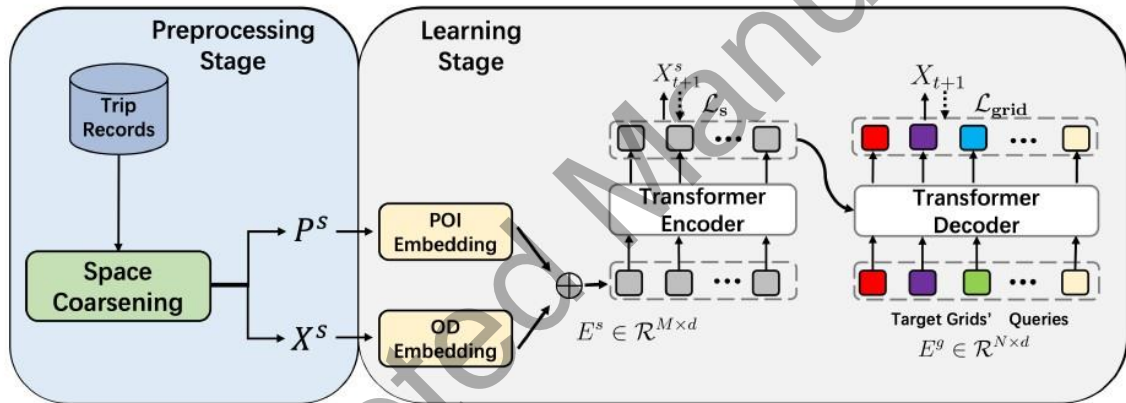 Preprocessing
Stage
Trip
Records
Space
Coarsening
P^s
X^s
Learning
Stage
POI
Embedding
OD
Embedding
X^s_{t+1}
L_s
...
Transformer
Encoder
...
E^s ∈ R^{M×d}
X_{t+1}
L_grid
...
Transformer
Decoder
...
Target Grids' Queries
E^g ∈ R^{N×d}